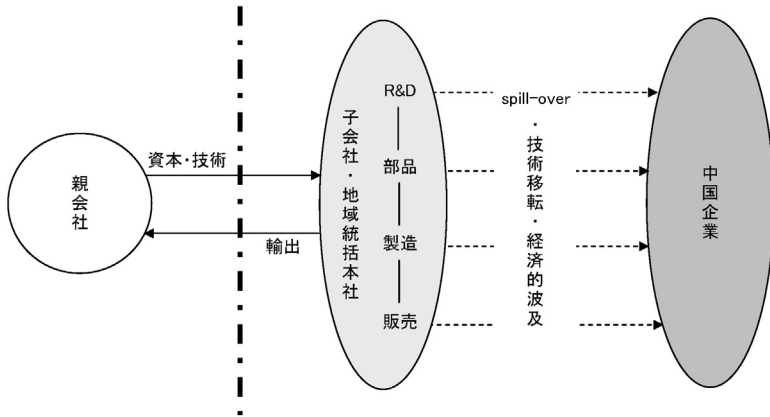 親会社
資本・技術
輸出
子会社・地域統括本社
R&D
部品
製造
販売
spill-over
・技術移転・経済的波及
中国企業